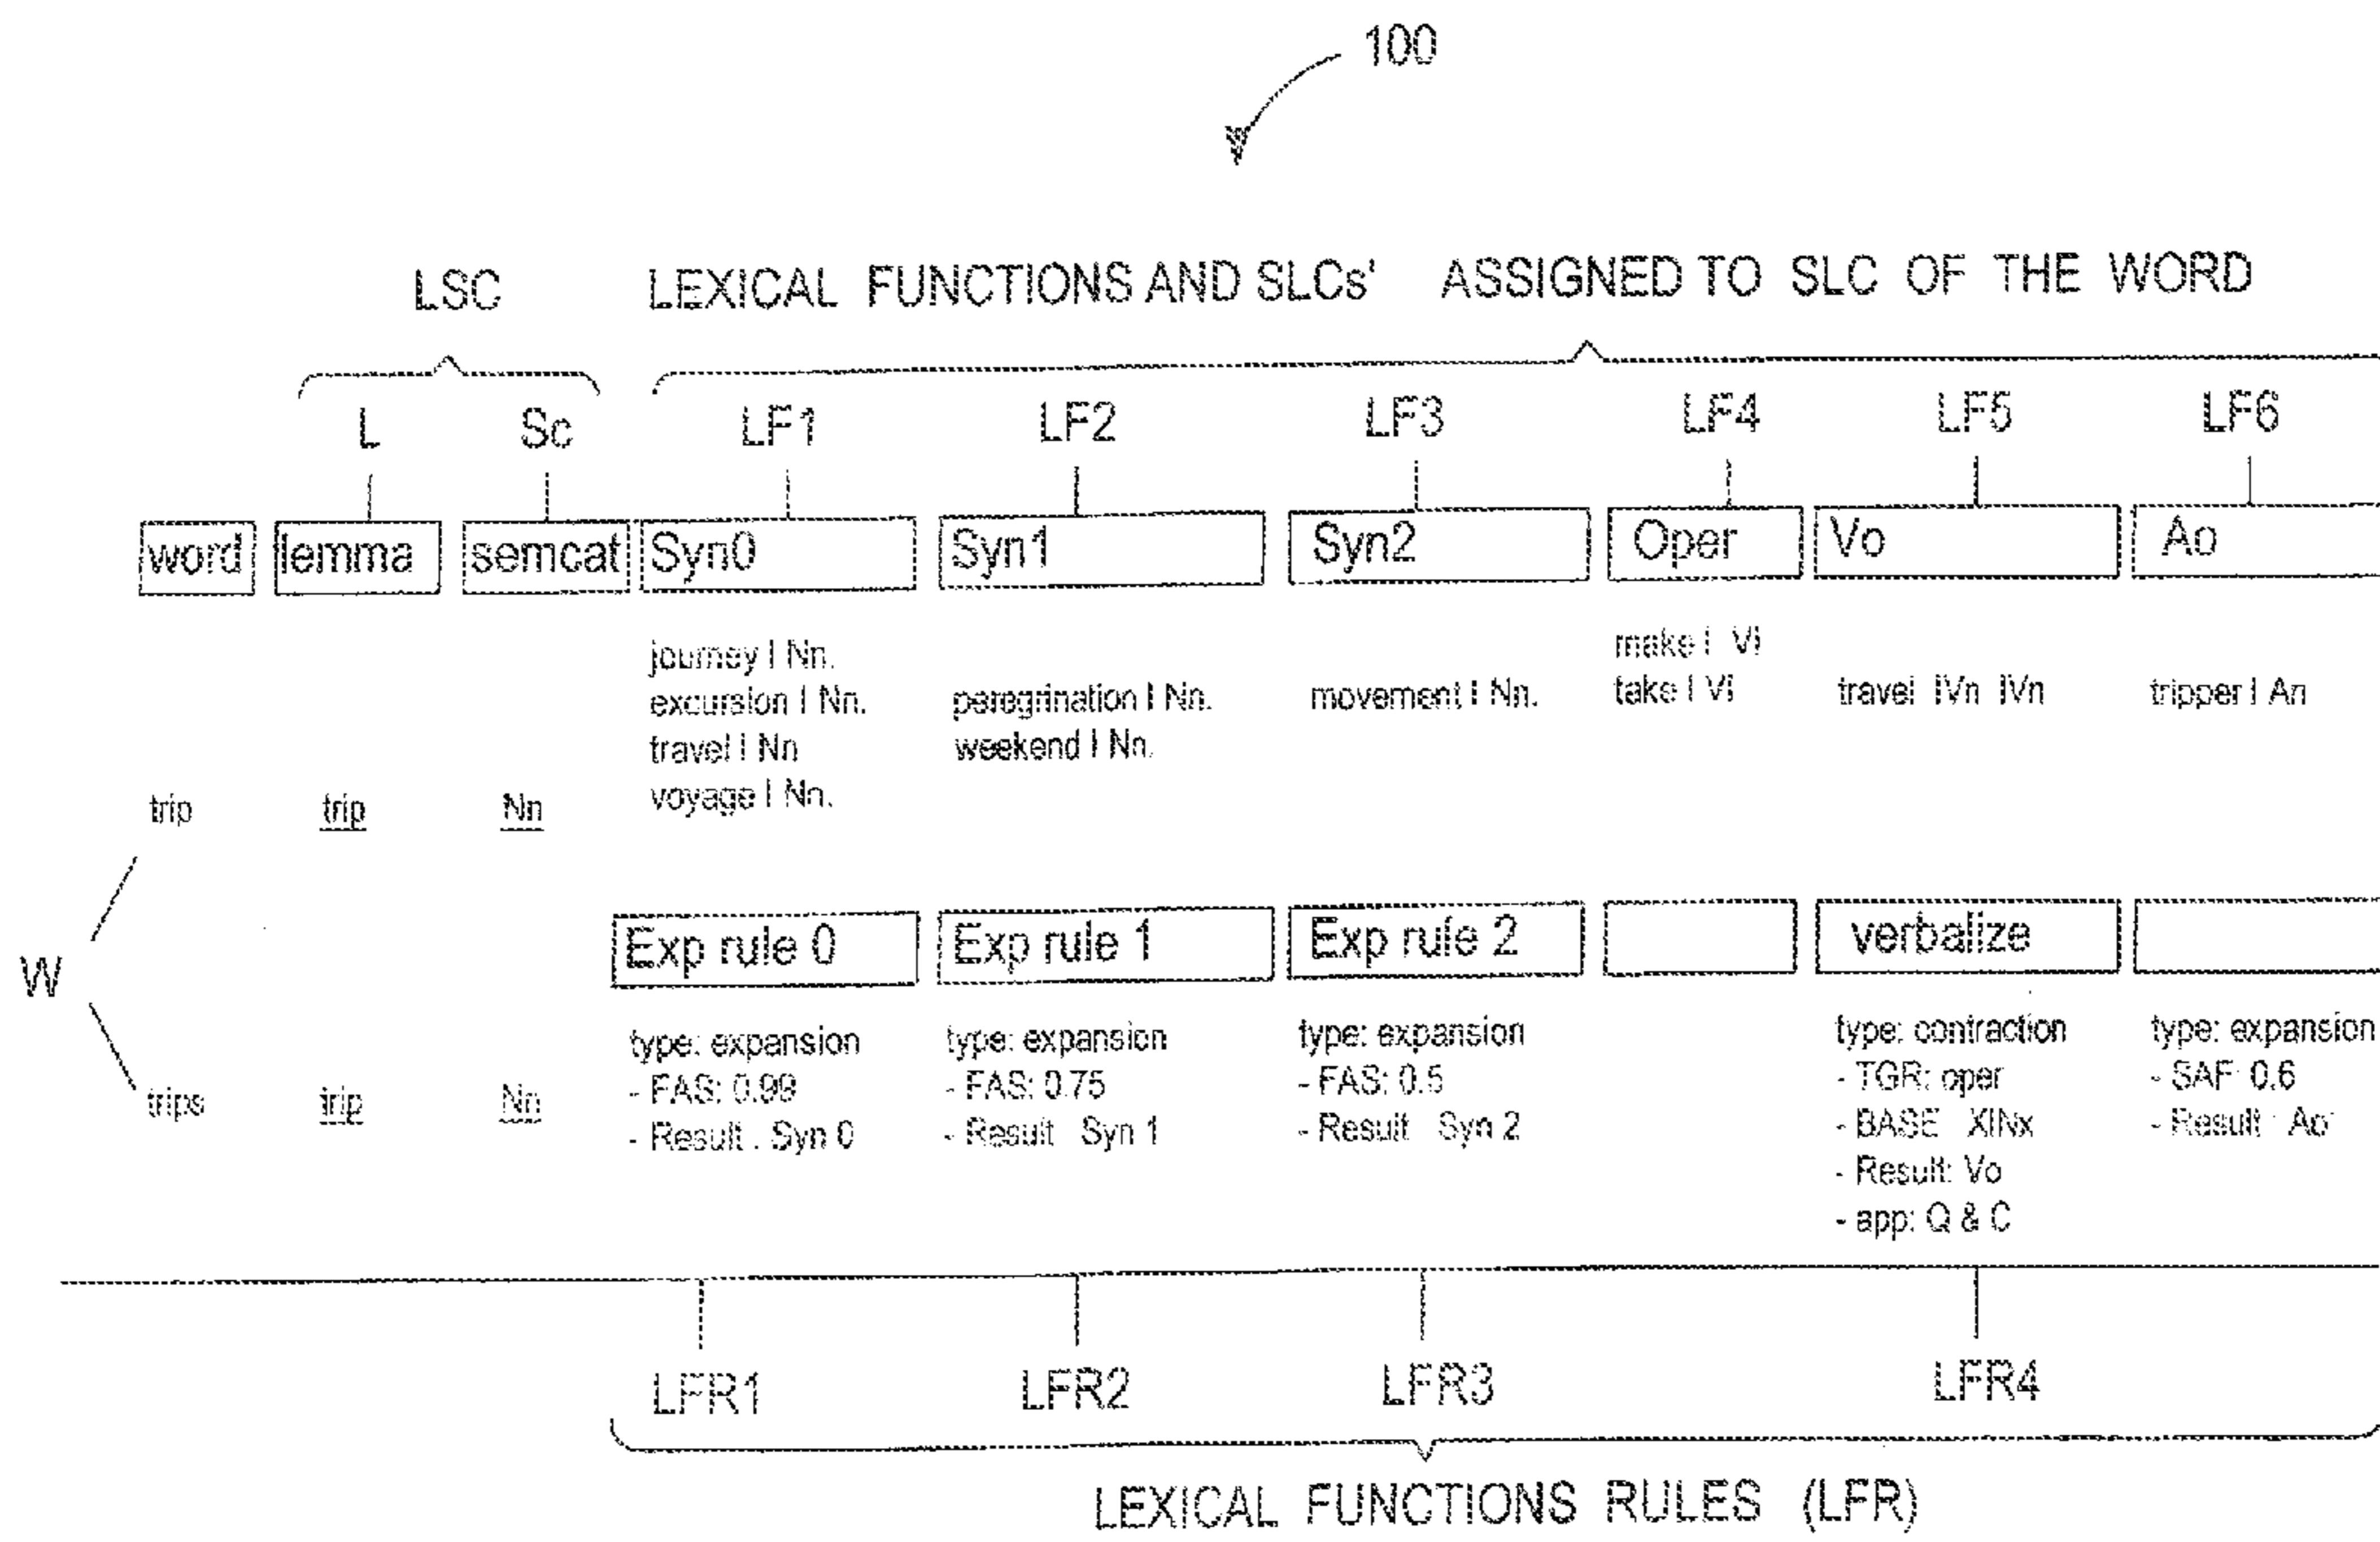 100
LSC LEXICAL FUNCTIONS AND SLCs' ASSIGNED TO SLC OF THE WORD
L Sc LF1 LF2 LF3 LF4 LF5 LF6
word lemma semcat Syn0 Syn1 Syn2 Oper Vo Ao
journey | Nn. make | Vl
excursion | Nn. peregrination | Nn. movement | Nn. take | Vl travel |Vn |Vn tripper | An
travel | Nn weekend | Nn.
voyage | Nn.
trip trip Nn
W
Exp rule 0 Exp rule 1 Exp rule 2 verbalize
type: expansion type: expansion type: expansion type: contraction type: expansion
- FAS: 0.99 - FAS: 0.75 - FAS: 0.5 - TGR: oper - SAF: 0.6
- Result . Syn 0 - Result Syn 1 - Result Syn 2 - BASE XINx - Result : Ao
trips trip Nn
- Result: Vo
- app: Q & C
LFR1 LFR2 LFR3 LFR4
LEXICAL FUNCTIONS RULES (LFR)